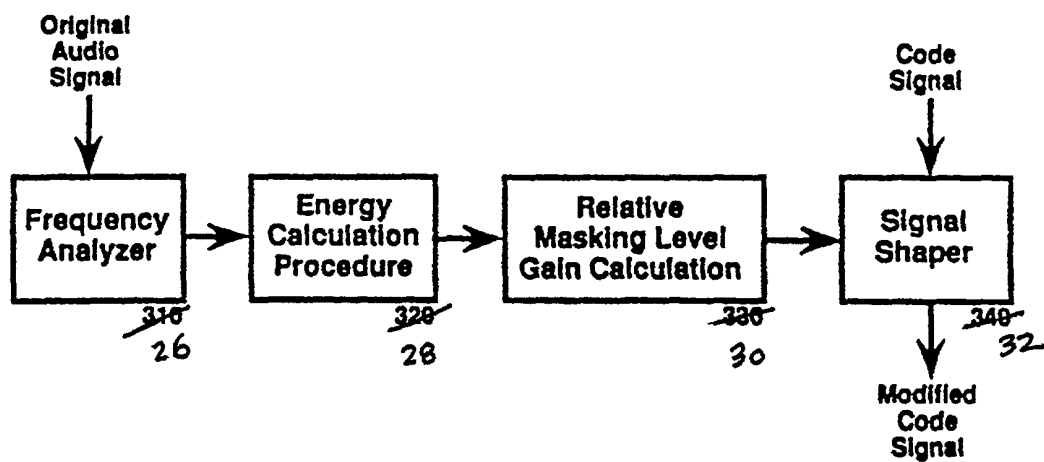 Original
Audio
Signal
Code
Signal
Frequency
Analyzer
Energy
Calculation
Procedure
Relative
Masking Level
Gain Calculation
Signal
Shaper
310
320
330
340
26
28
30
32
Modified
Code
Signal